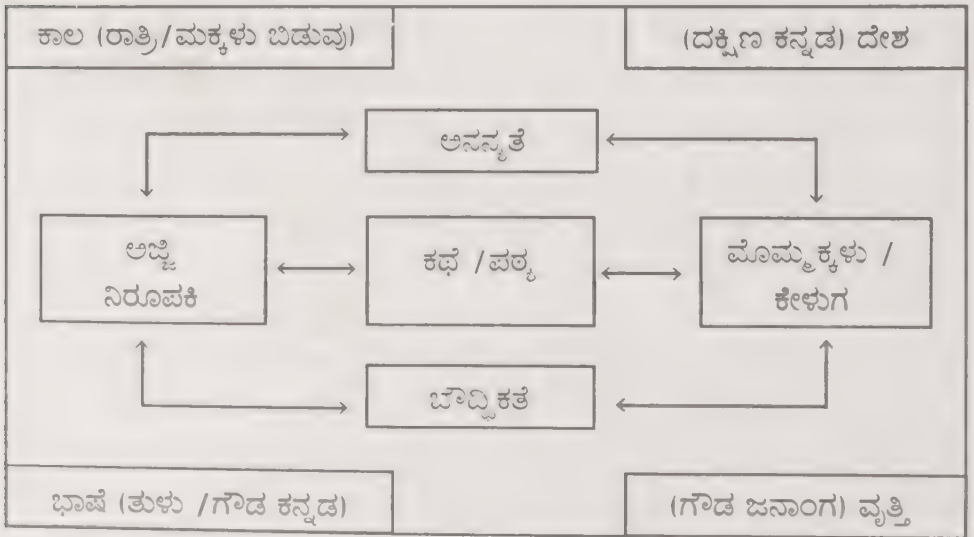 ಕಾಲ (ರಾತ್ರಿ/ಮಕ್ಕಳು ಬಿಡುವು)
(ದಕ್ಷಿಣ ಕನ್ನಡ) ದೇಶ
ಅನನ್ಯತೆ
ಅಜ್ಜಿ
ನಿರೂಪಕಿ
ಕಥೆ /ಪಠ್ಯ
ಮೊಮ್ಮಕ್ಕಳು /
ಕೇಳುಗ
ಬೌದ್ಧಿಕತೆ
ಭಾಷೆ (ತುಳು /ಗೌಡ ಕನ್ನಡ)
(ಗೌಡ ಜನಾಂಗ) ವೃತ್ತಿ